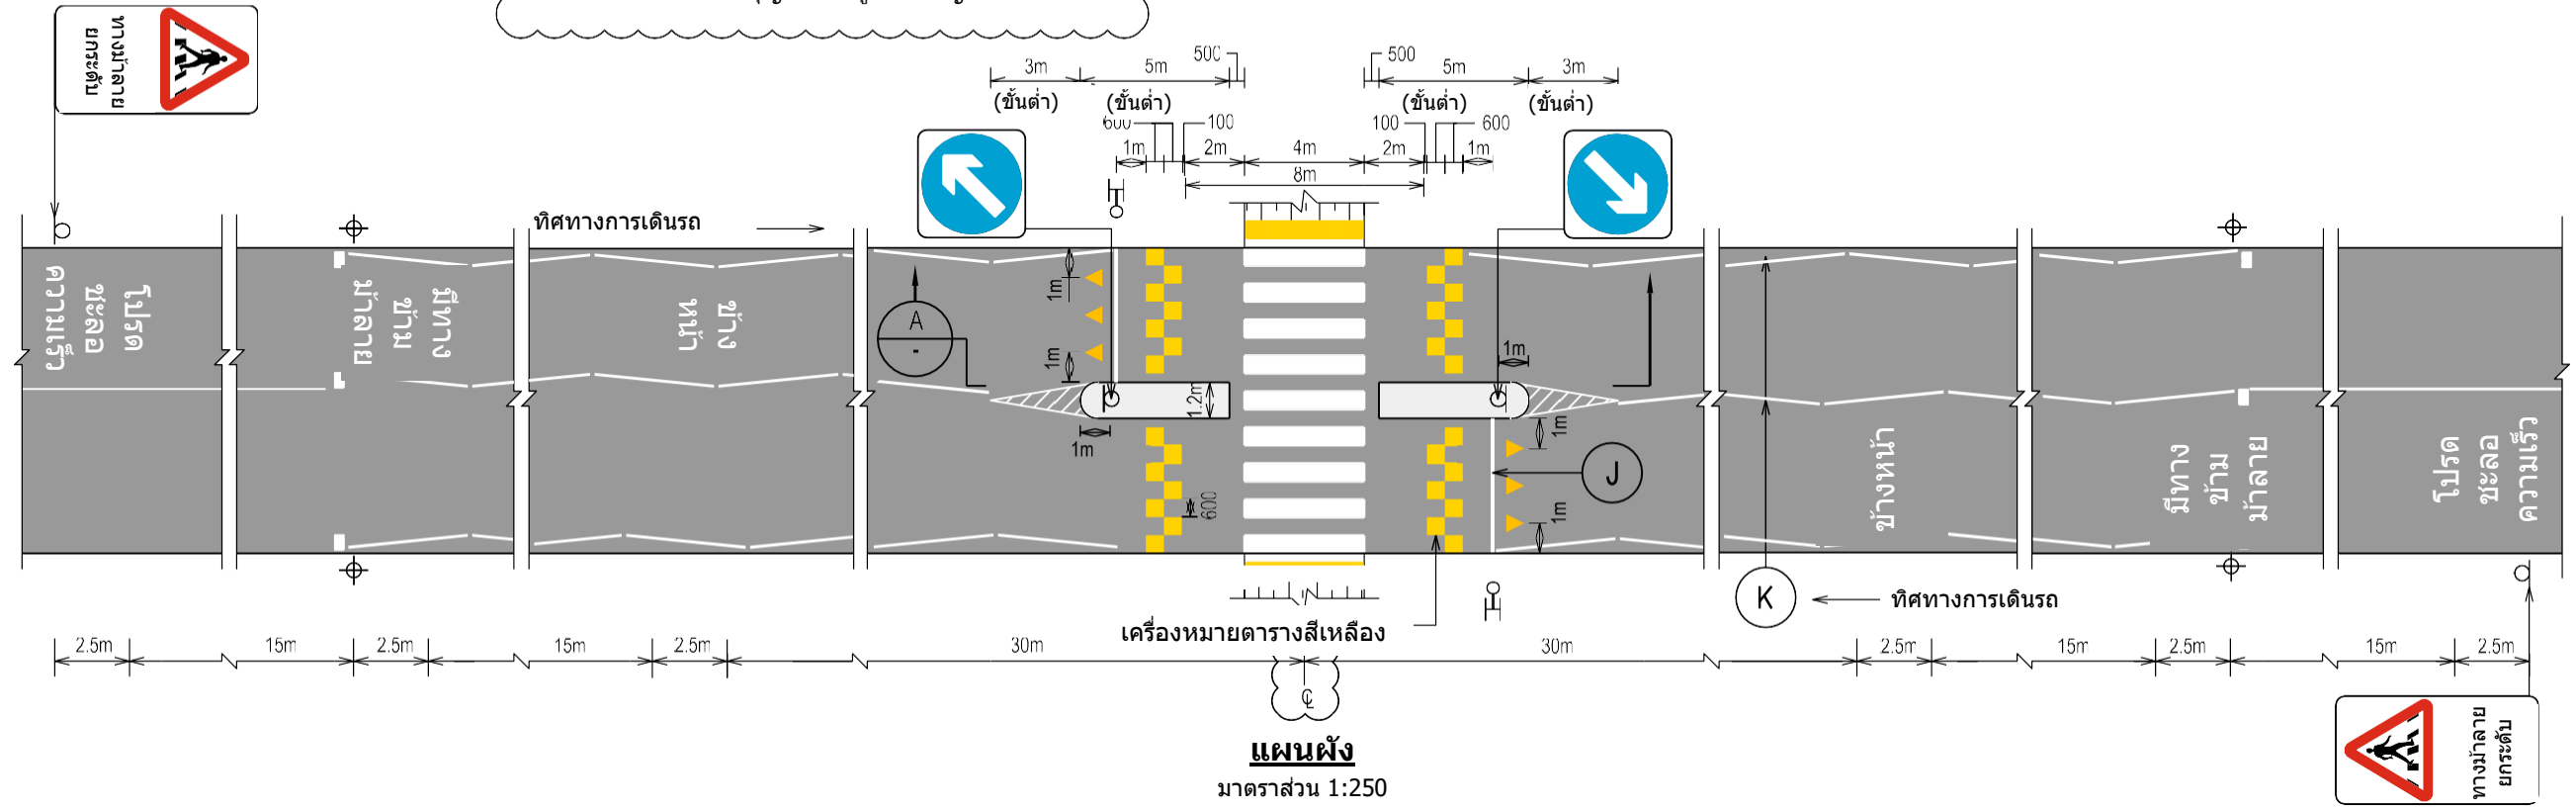 ทางม้าลาย
ยกระดับ
500
500
3m
5m
5m
3m
(ขั้นต่ำ)
(ขั้นต่ำ)
(ขั้นต่ำ)
(ขั้นต่ำ)
600
100
100
600
1m
2m
4m
2m
1m
8m
ทิศทางการเดินรถ
โปรด
ชะลอ
ความเร็ว
มีทาง
ข้าม
ม้าลาย
ข้าง
หน้า
A
-
1m
1m
1m
1.2m
1m
600
1m
1m
J
K
ข้างหน้า
มีทาง
ข้าม
ม้าลาย
โปรด
ชะลอ
ความเร็ว
ทิศทางการเดินรถ
เครื่องหมายตารางสีเหลือง
2.5m
15m
2.5m
15m
2.5m
30m
30m
2.5m
15m
2.5m
15m
2.5m
℄
แผนผัง
มาตราส่วน 1:250
ทางม้าลาย
ยกระดับ